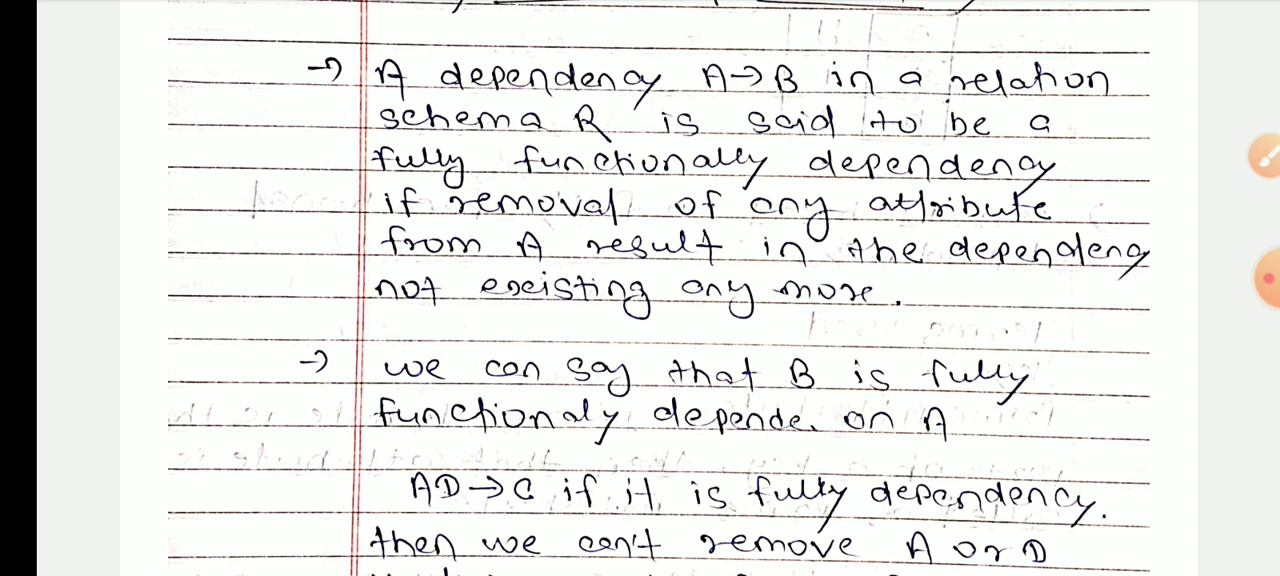 → A dependency A→B in a relation
schema R is said to be a
fully functionally dependency
if removal of any attribute
from A result in the dependency
not existing any more.
→ we can say that B is fully
functionaly depende. on A
AD→C if it is fully dependency.
then we can't remove A or D